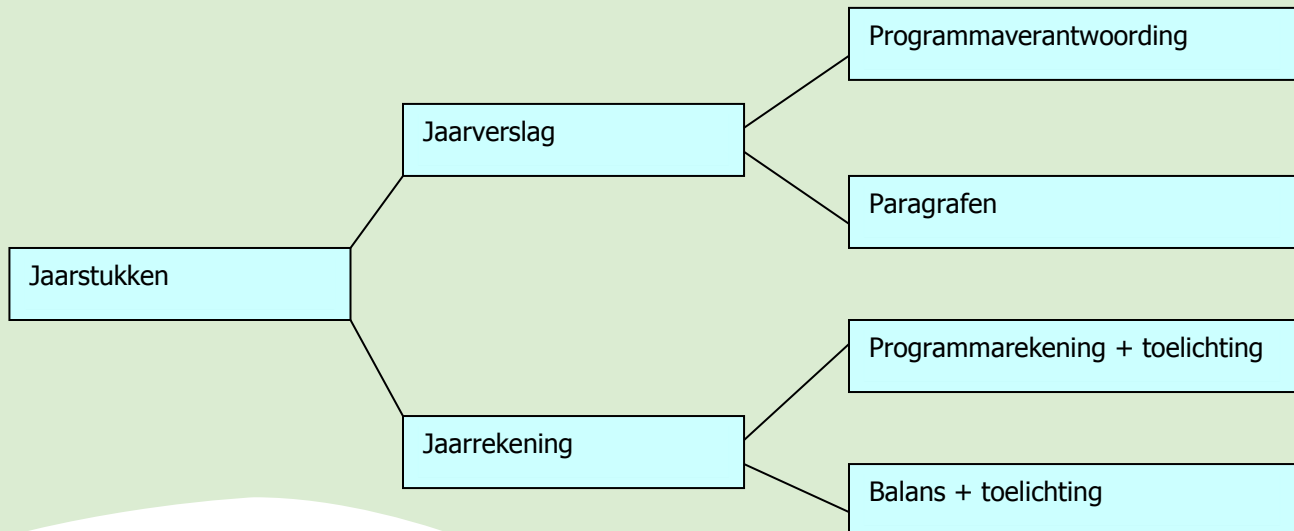 Programmaverantwoording
Jaarverslag
Paragrafen
Jaarstukken
Programmarekening + toelichting
Jaarrekening
Balans + toelichting